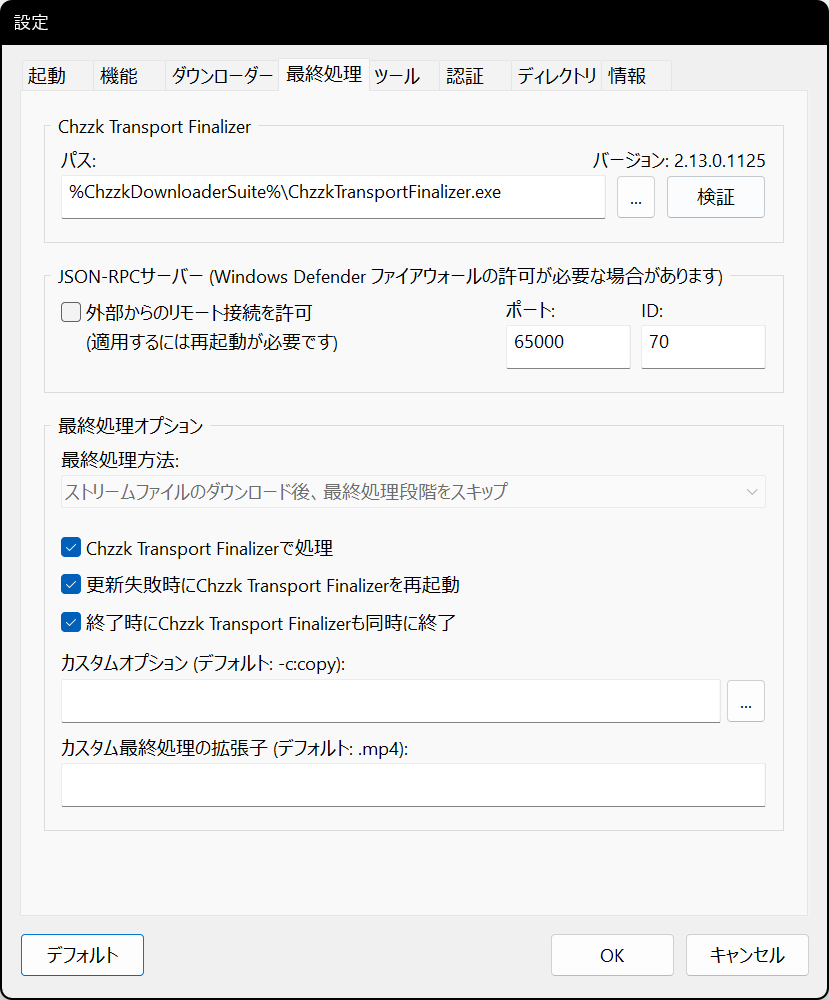 設定
起動 機能 ダウンローダー 最終処理 ツール 認証 ディレクトリ 情報
Chzzk Transport Finalizer
パス: バージョン: 2.13.0.1125
%ChzzkDownloaderSuite%\ChzzkTransportFinalizer.exe ... 検証
JSON-RPCサーバー (Windows Defender ファイアウォールの許可が必要な場合があります)
外部からのリモート接続を許可 ポート: ID:
(適用するには再起動が必要です) 65000 70
最終処理オプション
最終処理方法:
ストリームファイルのダウンロード後、最終処理段階をスキップ
Chzzk Transport Finalizerで処理
更新失敗時にChzzk Transport Finalizerを再起動
終了時にChzzk Transport Finalizerも同時に終了
カスタムオプション (デフォルト: -c:copy):
...
カスタム最終処理の拡張子 (デフォルト: .mp4):
デフォルト OK キャンセル